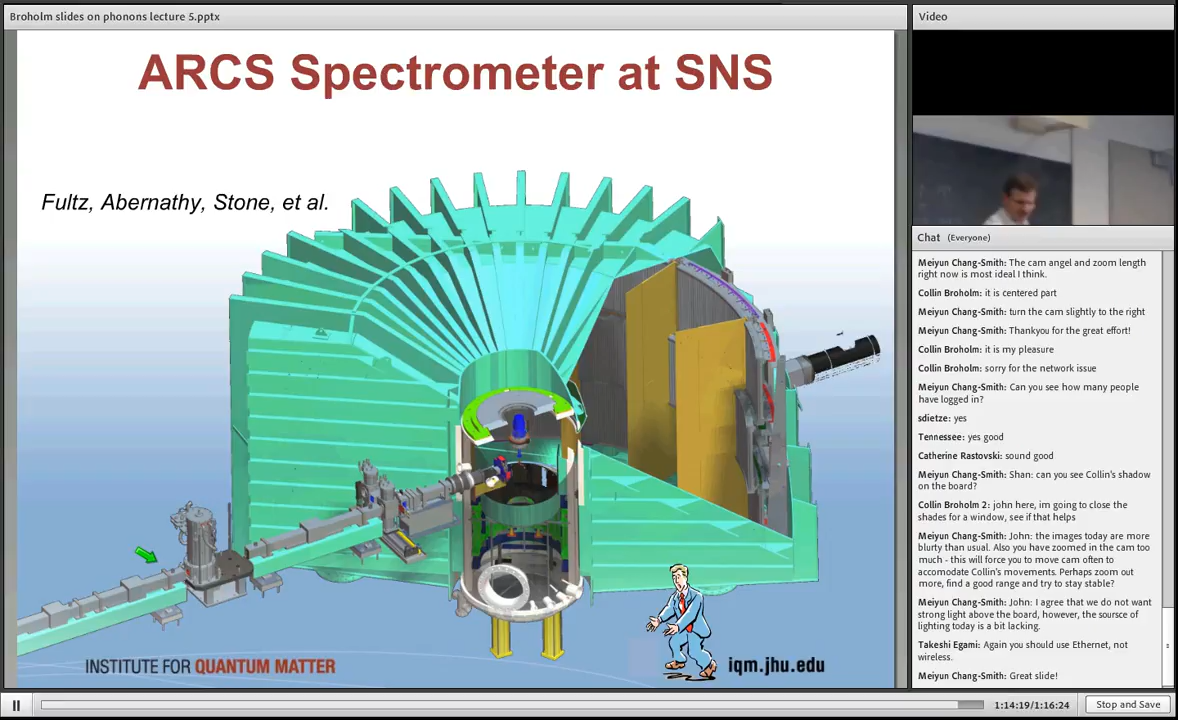 Broholm slides on phonons lecture 5.pptx
ARCS Spectrometer at SNS
Fultz, Abernathy, Stone, et al.
INSTITUTE FOR QUANTUM MATTER
iqm.jhu.edu
Video
Chat (Everyone)
Meiyun Chang-Smith: The cam angel and zoom length
right now is most ideal I think.
Collin Broholm: it is centered part
Meiyun Chang-Smith: turn the cam slightly to the right
Meiyun Chang-Smith: Thankyou for the great effort!
Collin Broholm: it is my pleasure
Collin Broholm: sorry for the network issue
Meiyun Chang-Smith: Can you see how many people
have logged in?
sdietze: yes
Tennessee: yes good
Catherine Rastovski: sound good
Meiyun Chang-Smith: Shan: can you see Collin's shadow
on the board?
Collin Broholm 2: john here, im going to close the
shades for a window, see if that helps
Meiyun Chang-Smith: John: the images today are more
blurty than usual. Also you have zoomed in the cam too
much - this will force you to move cam often to
accomodate Collin's movements. Perhaps zoom out
more, find a good range and try to stay stable?
Meiyun Chang-Smith: John: I agree that we do not want
strong light above the board, however, the soursce of
lighting today is a bit lacking.
Takeshi Egami: Again you should use Ethernet, not
wireless.
Meiyun Chang-Smith: Great slide!
1:14:19/1:16:24
Stop and Save